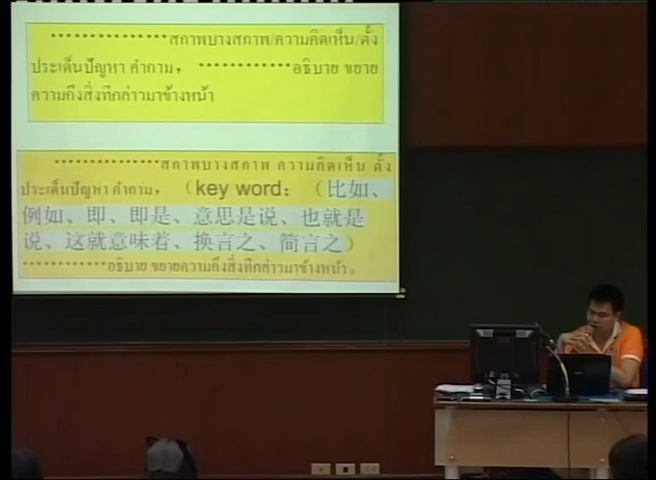 ……………สภาพบางสภาพ/ความคิดเห็น/ตั้ง
ประเด็นปัญหา คำถาม， ……………อธิบาย ขยาย
ความถึงสิ่งที่กล่าวมาข้างหน้า
……………สภาพบางสภาพ ความคิดเห็น ตั้ง
ประเด็นปัญหา คำถาม，（key word：（比如、
例如、即、即是、意思是说、也就是
说、这就意味着、换言之、简言之）
…………อธิบาย ขยายความถึงสิ่งที่กล่าวมาข้างหน้า。